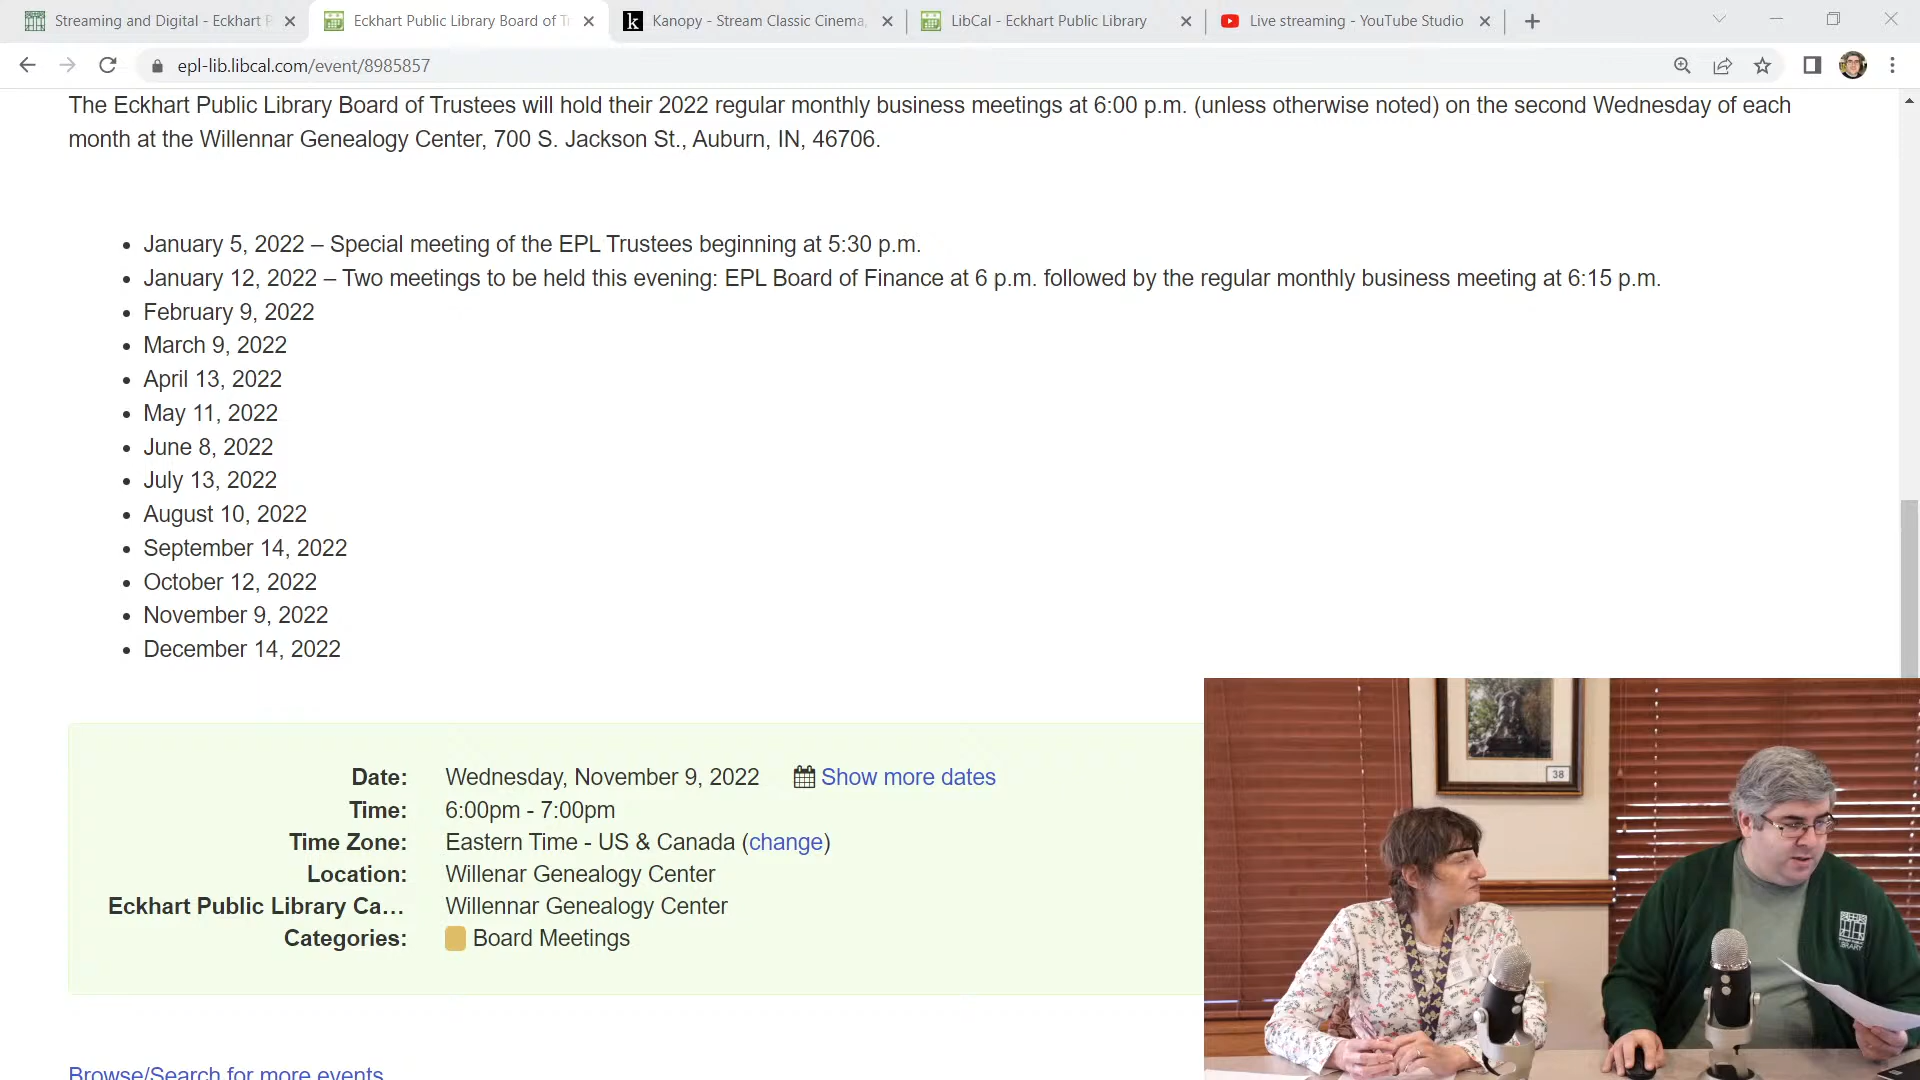 Streaming and Digital - Eckhart P
Eckhart Public Library Board of Tr
Kanopy - Stream Classic Cinema,
LibCal - Eckhart Public Library
Live streaming - YouTube Studio
epl-lib.libcal.com/event/8985857
The Eckhart Public Library Board of Trustees will hold their 2022 regular monthly business meetings at 6:00 p.m. (unless otherwise noted) on the second Wednesday of each
month at the Willennar Genealogy Center, 700 S. Jackson St., Auburn, IN, 46706.
• January 5, 2022 – Special meeting of the EPL Trustees beginning at 5:30 p.m.
• January 12, 2022 – Two meetings to be held this evening: EPL Board of Finance at 6 p.m. followed by the regular monthly business meeting at 6:15 p.m.
• February 9, 2022
• March 9, 2022
• April 13, 2022
• May 11, 2022
• June 8, 2022
• July 13, 2022
• August 10, 2022
• September 14, 2022
• October 12, 2022
• November 9, 2022
• December 14, 2022
Date: Wednesday, November 9, 2022 Show more dates
Time: 6:00pm - 7:00pm
Time Zone: Eastern Time - US & Canada (change)
Location: Willenar Genealogy Center
Eckhart Public Library Ca... Willennar Genealogy Center
Categories: Board Meetings
Browse/Search for more events
38